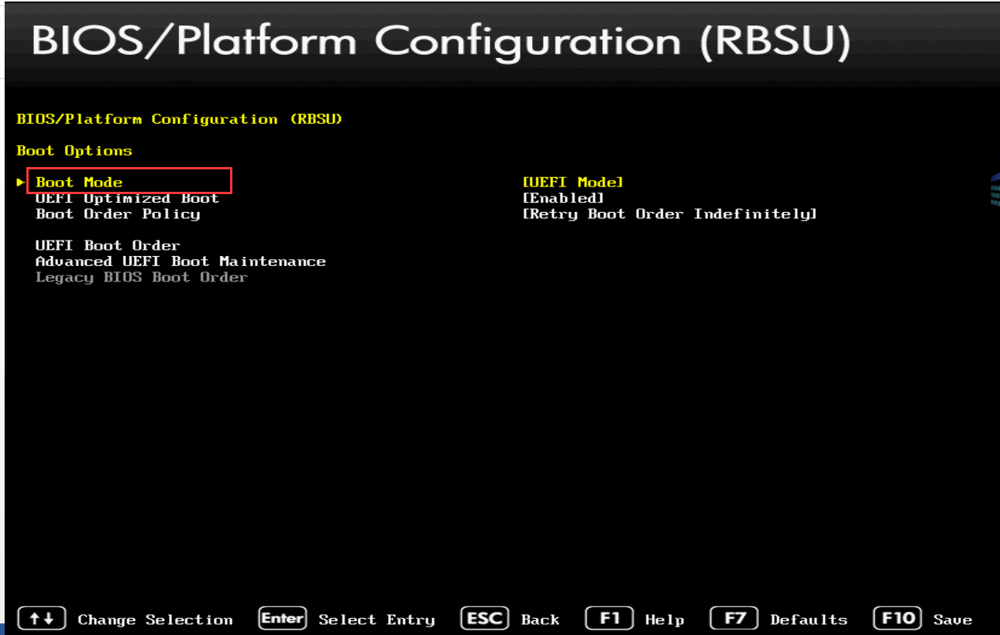 BIOS/Platform Configuration (RBSU)
BIOS/Platform Configuration (RBSU)
Boot Options
Boot Mode [UEFI Mode]
UEFI Optimized Boot [Enabled]
Boot Order Policy [Retry Boot Order Indefinitely]
UEFI Boot Order
Advanced UEFI Boot Maintenance
Legacy BIOS Boot Order
↑↓ Change Selection Enter Select Entry ESC Back F1 Help F7 Defaults F10 Save